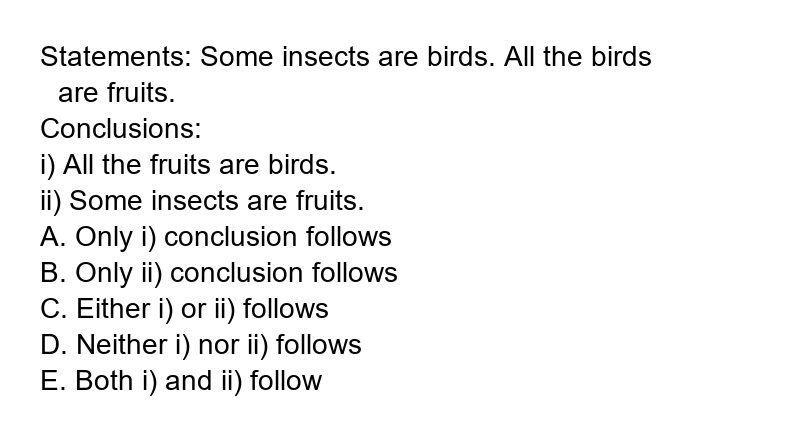 Statements: Some insects are birds. All the birds
are fruits.
Conclusions:
i) All the fruits are birds.
ii) Some insects are fruits.
A. Only i) conclusion follows
B. Only ii) conclusion follows
C. Either i) or ii) follows
D. Neither i) nor ii) follows
E. Both i) and ii) follow